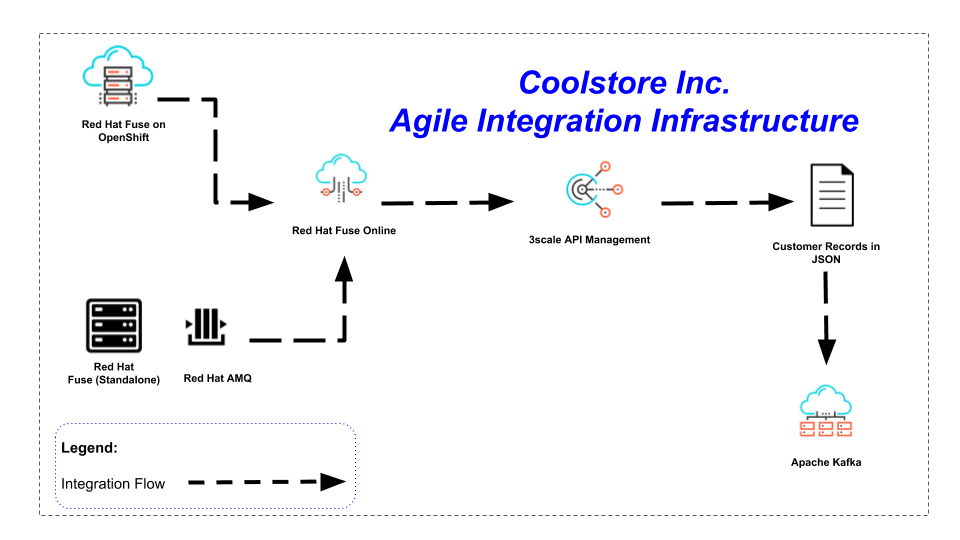 Coolstore Inc.
Agile Integration Infrastructure
Red Hat Fuse on
OpenShift
Red Hat Fuse Online
3scale API Management
Customer Records in
JSON
Red Hat
Fuse (Standalone)
Red Hat AMQ
Apache Kafka
Legend:
Integration Flow